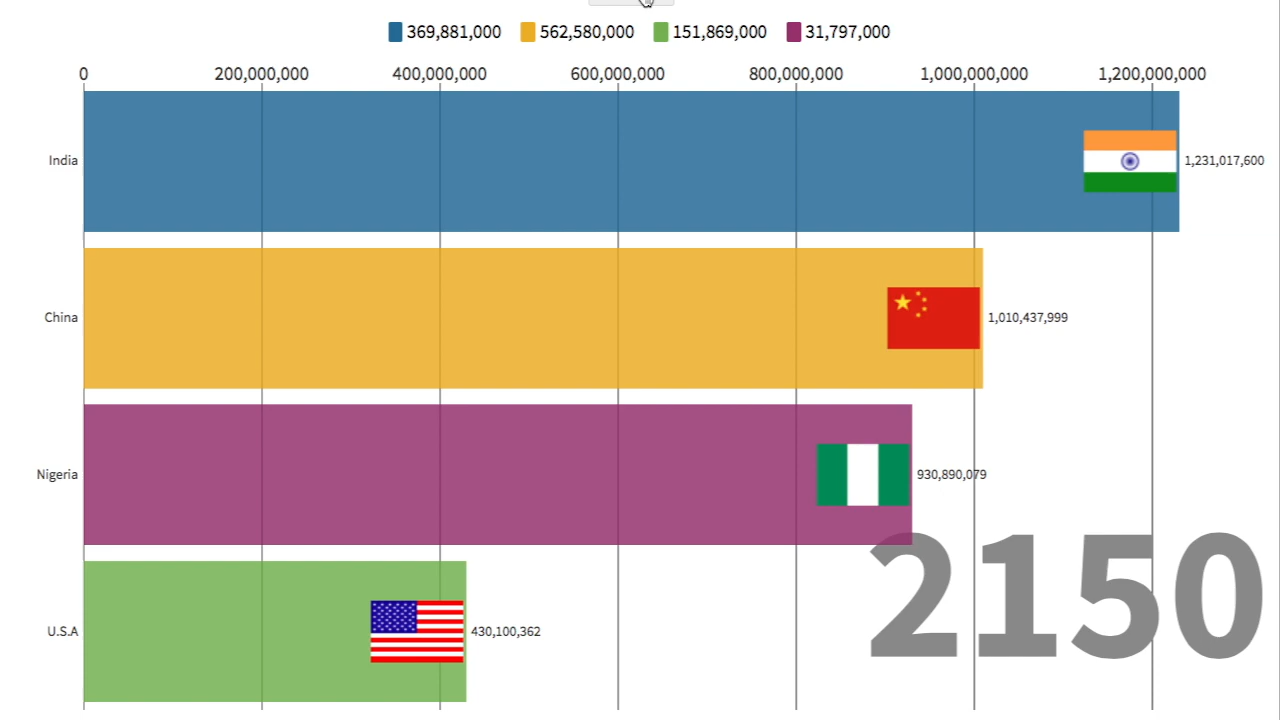 369,881,000 562,580,000 151,869,000 31,797,000
0 200,000,000 400,000,000 600,000,000 800,000,000 1,000,000,000 1,200,000,000
India 1,231,017,600
China 1,010,437,999
Nigeria 930,890,079
U.S.A 430,100,362
2150